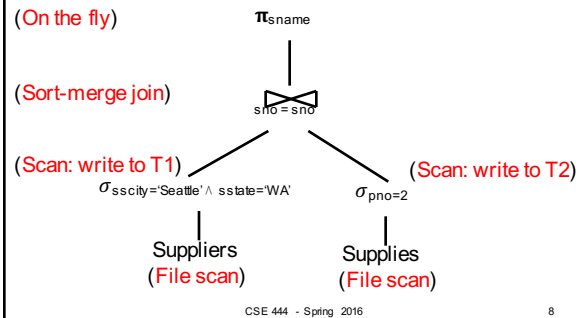 (On the fly) πsname
(Sort-merge join)
sno = sno
(Scan: write to T1) (Scan: write to T2)
σsscity=‘Seattle’ ∧ sstate=‘WA’ σpno=2
Suppliers Supplies
(File scan) (File scan)
CSE 444 - Spring 2016 8